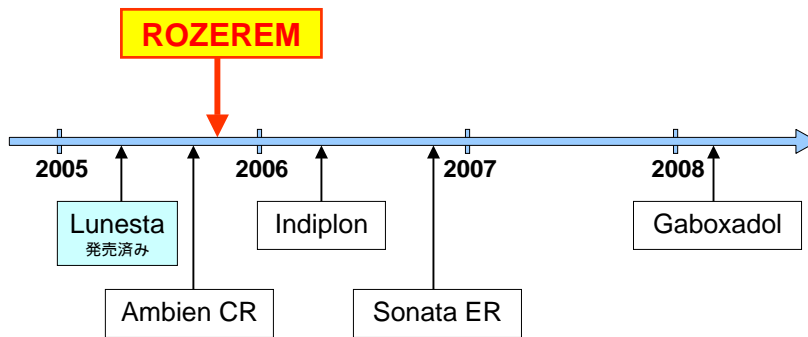 ROZEREM
2005
2006
2007
2008
Lunesta
発売済み
Indiplon
Gaboxadol
Ambien CR
Sonata ER